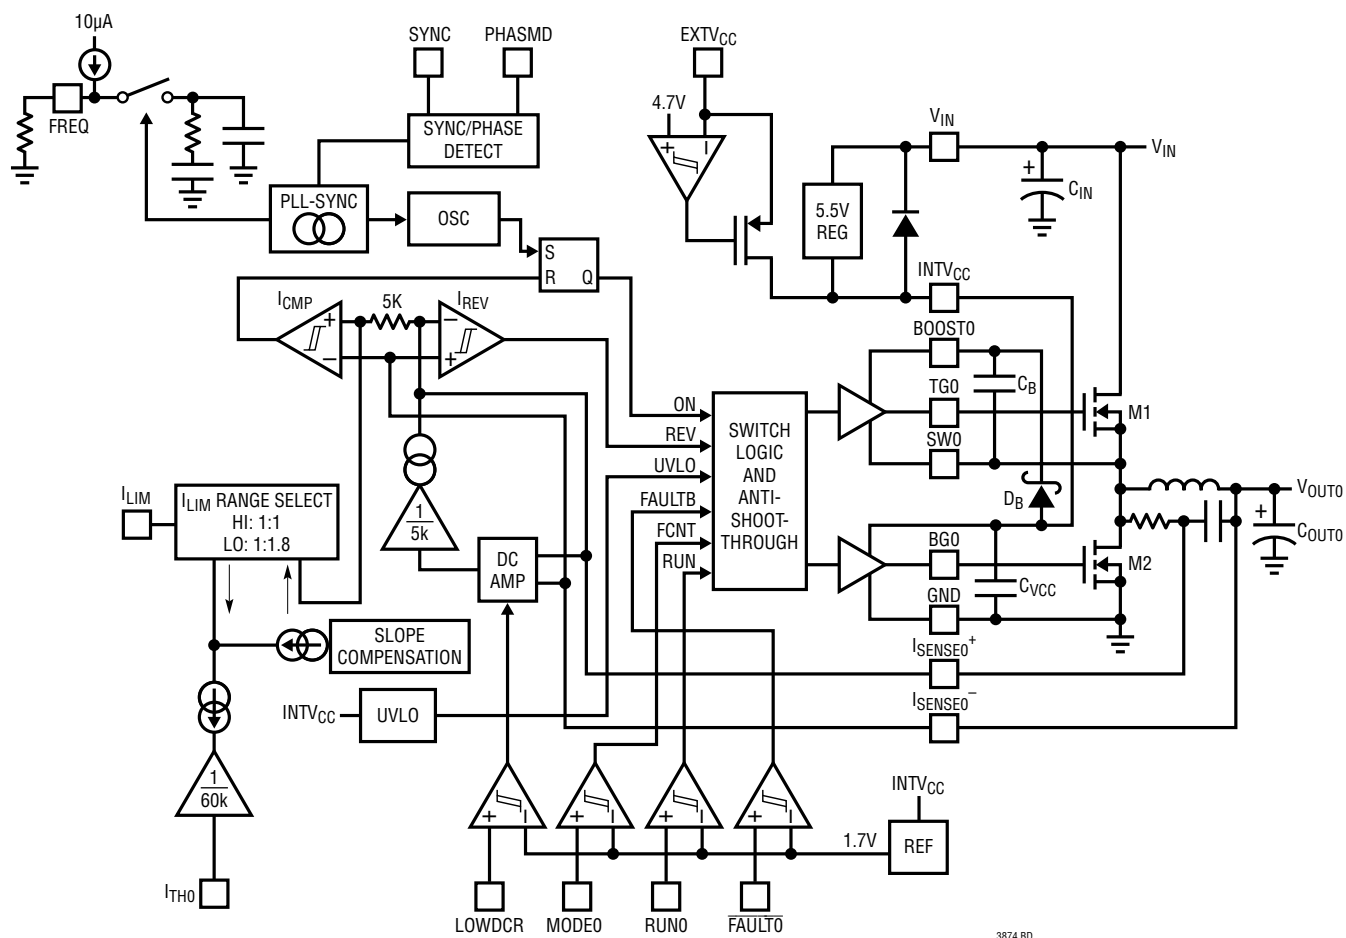 10µA
SYNC
PHASMD
EXTVCC
FREQ
SYNC/PHASE
DETECT
4.7V
+
–
VIN
VIN
+
CIN
PLL-SYNC
OSC
5.5V
REG
S
R
Q
INTVCC
ICMP
5K
IREV
+
–
–
+
BOOST0
TG0
CB
M1
SW0
ON
REV
UVLO
FAULTB
FCNT
RUN
SWITCH
LOGIC
AND
ANTI-
SHOOT-
THROUGH
DB
VOUT0
+
COUT0
ILIM
ILIM RANGE SELECT
HI: 1:1
LO: 1:1.8
1
5k
DC
AMP
BG0
M2
CVCC
GND
ISENSE0+
ISENSE0–
SLOPE
COMPENSATION
INTVCC
UVLO
1
60k
+
–
+
–
+
–
+
–
INTVCC
1.7V
REF
ITH0
LOWDCR
MODE0
RUN0
FAULT0
3874 BD